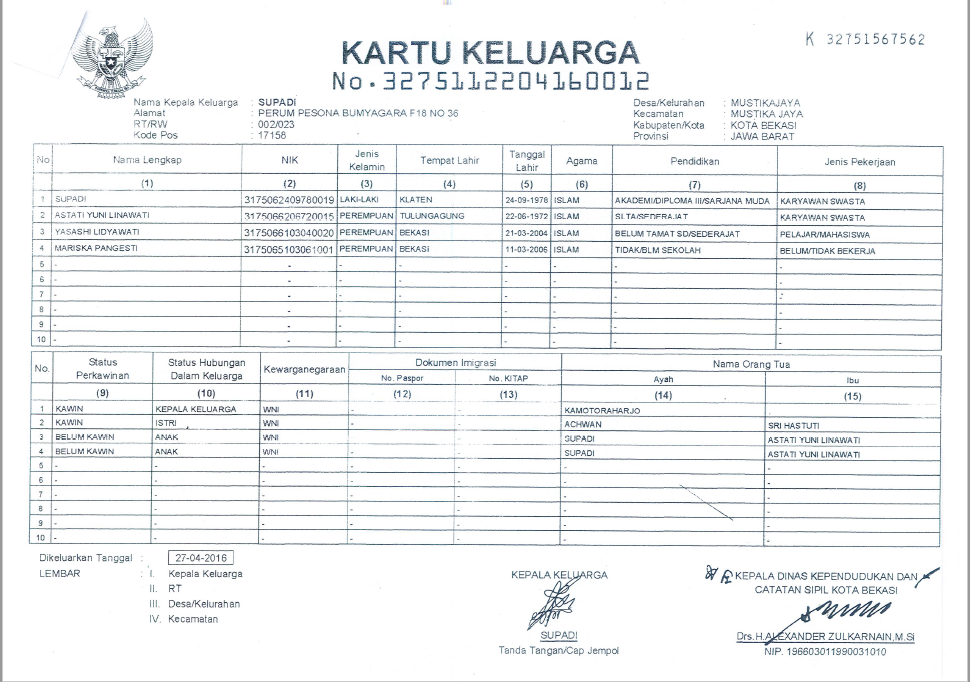 K 32751567562
KARTU KELUARGA
No.3275112204160012
Nama Kepala Keluarga : SUPADI
Alamat : PERUM PESONA BUMYAGARA F18 NO 36
RT/RW : 002/023
Kode Pos : 17158
Desa/Kelurahan : MUSTIKAJAYA
Kecamatan : MUSTIKA JAYA
Kabupaten/Kota : KOTA BEKASI
Provinsi : JAWA BARAT
No Nama Lengkap NIK Jenis Kelamin Tempat Lahir Tanggal Lahir Agama Pendidikan Jenis Pekerjaan
(1) (2) (3) (4) (5) (6) (7) (8)
1 SUPADI 3175062409780019 LAKI-LAKI KLATEN 24-09-1978 ISLAM AKADEMI/DIPLOMA III/SARJANA MUDA KARYAWAN SWASTA
2 ASTATI YUNI LINAWATI 3175066206720015 PEREMPUAN TULUNGAGUNG 22-06-1972 ISLAM SLTA/SEDERAJAT KARYAWAN SWASTA
3 YASASHI LIDYAWATI 3175066103040020 PEREMPUAN BEKASI 21-03-2004 ISLAM BELUM TAMAT SD/SEDERAJAT PELAJAR/MAHASISWA
4 MARISKA PANGESTI 3175065103061001 PEREMPUAN BEKASI 11-03-2006 ISLAM TIDAK/BLM SEKOLAH BELUM/TIDAK BEKERJA
5 - - - - - - - -
6 - - - - - - - -
7 - - - - - - - -
8 - - - - - - - -
9 - - - - - - - -
10 - - - - - - - -
No. Status Perkawinan Status Hubungan Dalam Keluarga Kewarganegaraan Dokumen Imigrasi Nama Orang Tua
No. Paspor No. KITAP Ayah Ibu
(9) (10) (11) (12) (13) (14) (15)
1 KAWIN KEPALA KELUARGA WNI - - KAMOTORAHARJO
2 KAWIN ISTRI WNI - - ACHWAN SRI HASTUTI
3 BELUM KAWIN ANAK WNI - - SUPADI ASTATI YUNI LINAWATI
4 BELUM KAWIN ANAK WNI - - SUPADI ASTATI YUNI LINAWATI
5 - - - - - - -
6 - - - - - - -
7 - - - - - - -
8 - - - - - - -
9 - - - - - - -
10 - - - - - - -
Dikeluarkan Tanggal : 27-04-2016
LEMBAR : I. Kepala Keluarga
II. RT
III. Desa/Kelurahan
IV. Kecamatan
KEPALA KELUARGA
SUPADI
Tanda Tangan/Cap Jempol
KEPALA DINAS KEPENDUDUKAN DAN
CATATAN SIPIL KOTA BEKASI
Drs.H.ALEXANDER ZULKARNAIN,M.Si
NIP. 196603011990031010